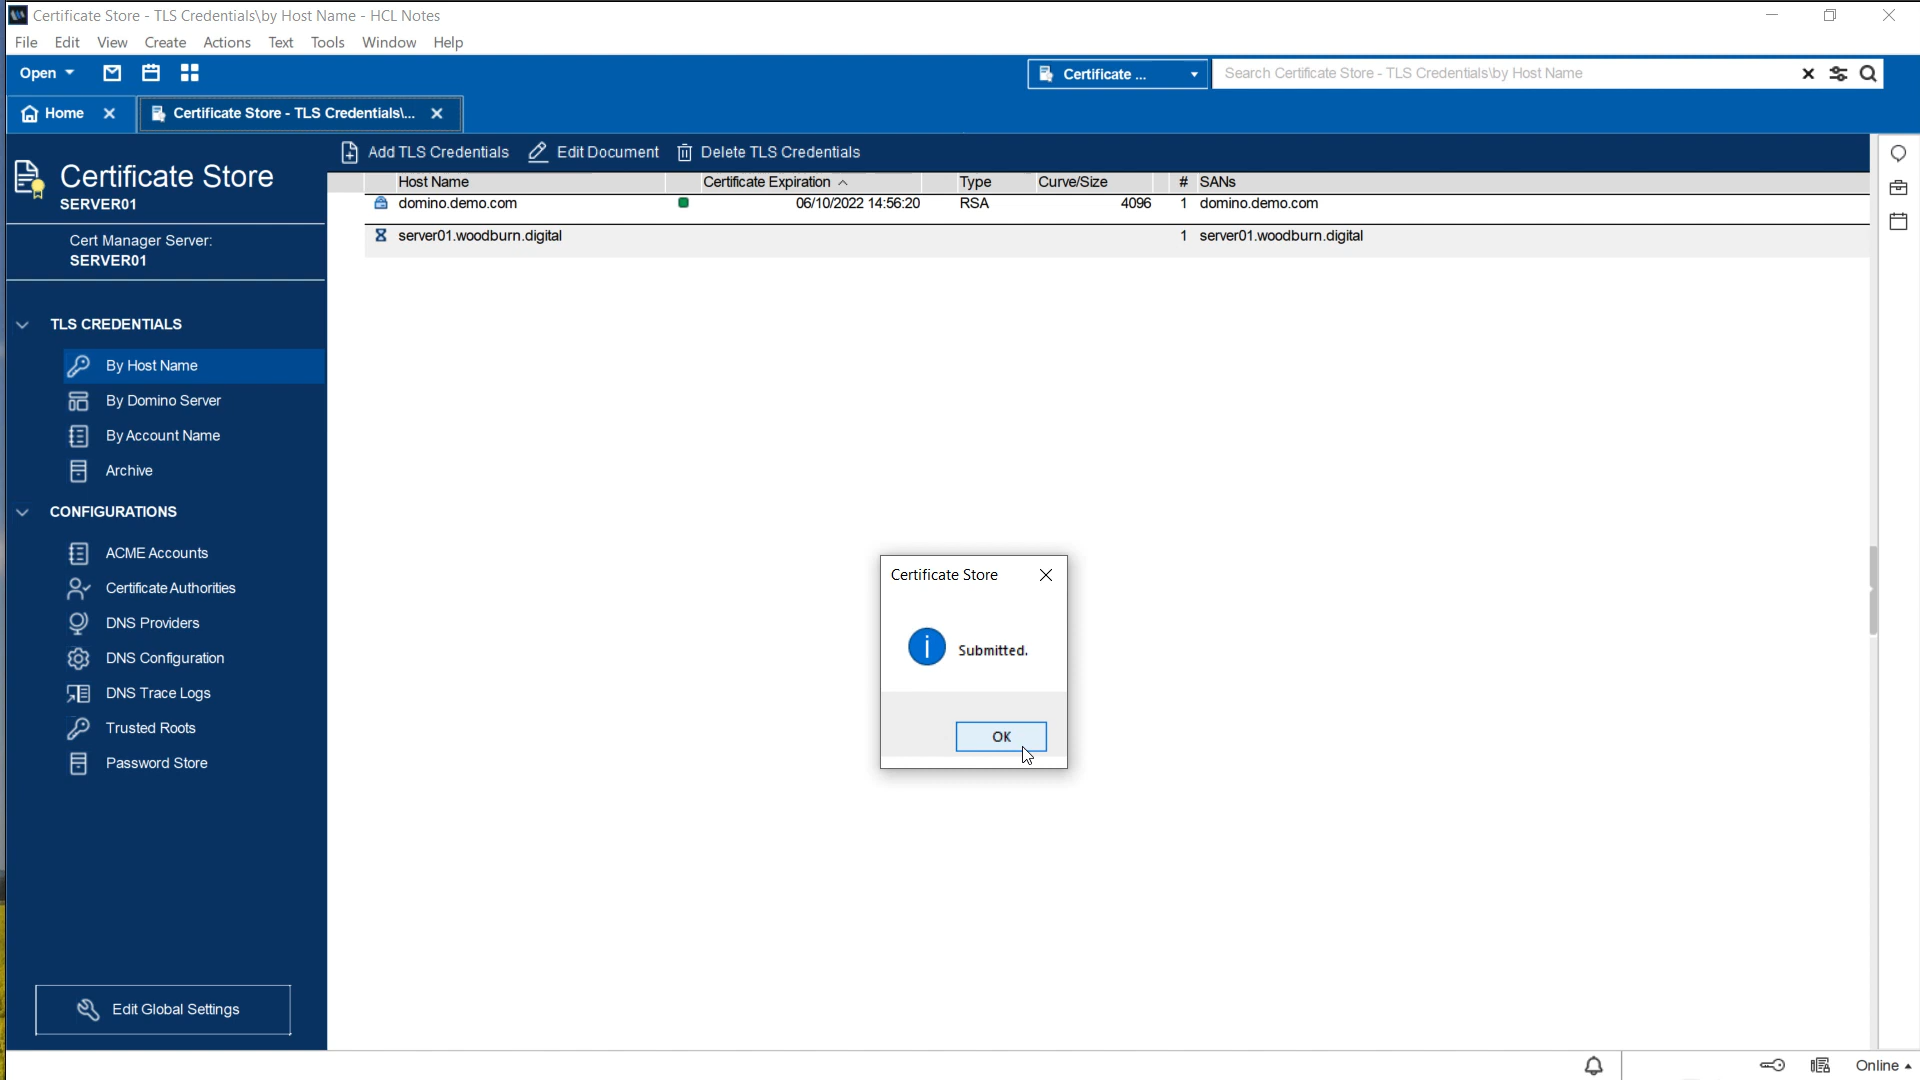 Certificate Store - TLS Credentials\by Host Name - HCL Notes
File Edit View Create Actions Text Tools Window Help
Open
Certificate ...
Search Certificate Store - TLS Credentials\by Host Name
Home
Certificate Store - TLS Credentials\...
Certificate Store
SERVER01
Cert Manager Server:
SERVER01
TLS CREDENTIALS
By Host Name
By Domino Server
By Account Name
Archive
CONFIGURATIONS
ACME Accounts
Certificate Authorities
DNS Providers
DNS Configuration
DNS Trace Logs
Trusted Roots
Password Store
Edit Global Settings
Add TLS Credentials Edit Document Delete TLS Credentials
Host Name Certificate Expiration Type Curve/Size # SANs
domino.demo.com 06/10/2022 14:56:20 RSA 4096 1 domino.demo.com
server01.woodburn.digital 1 server01.woodburn.digital
Certificate Store
Submitted.
OK
Online